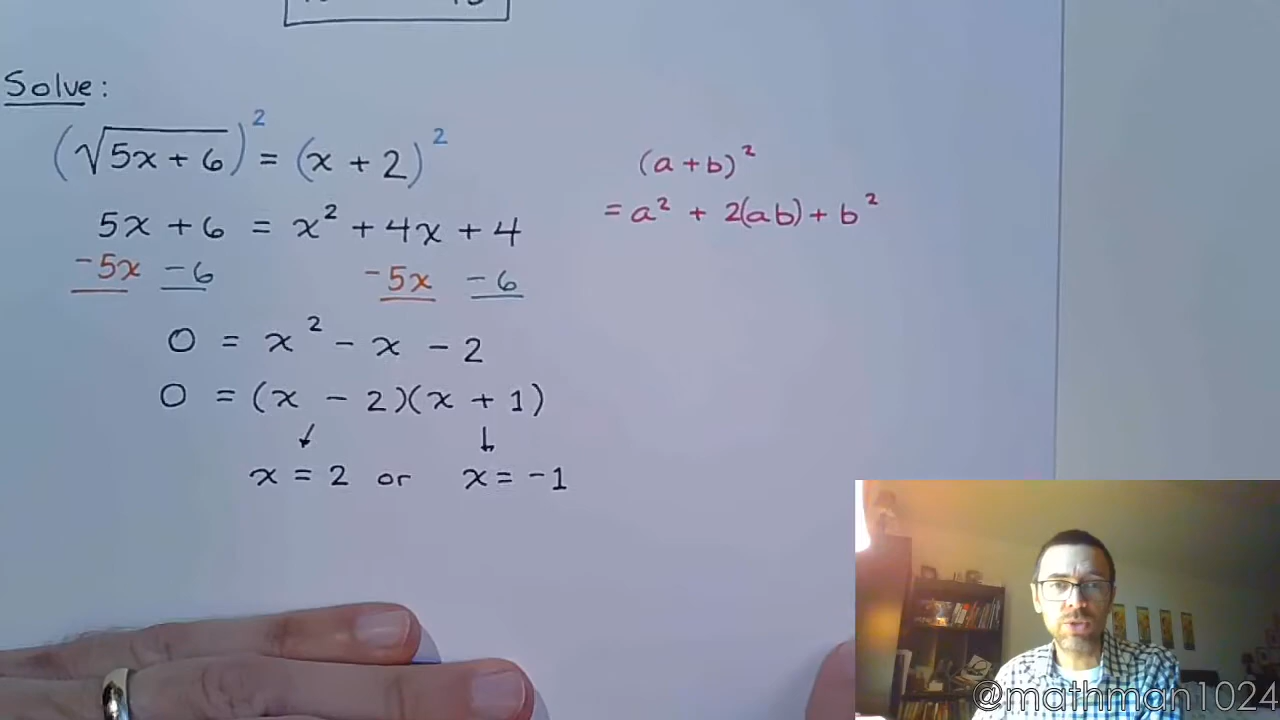 Solve:
(√5x + 6)² = (x + 2)²
5x + 6 = x² + 4x + 4
-5x -6 -5x -6
0 = x² - x - 2
0 = (x - 2)(x + 1)
↓ ↓
x = 2 or x = -1
(a + b)²
= a² + 2(ab) + b²
@mathman1024